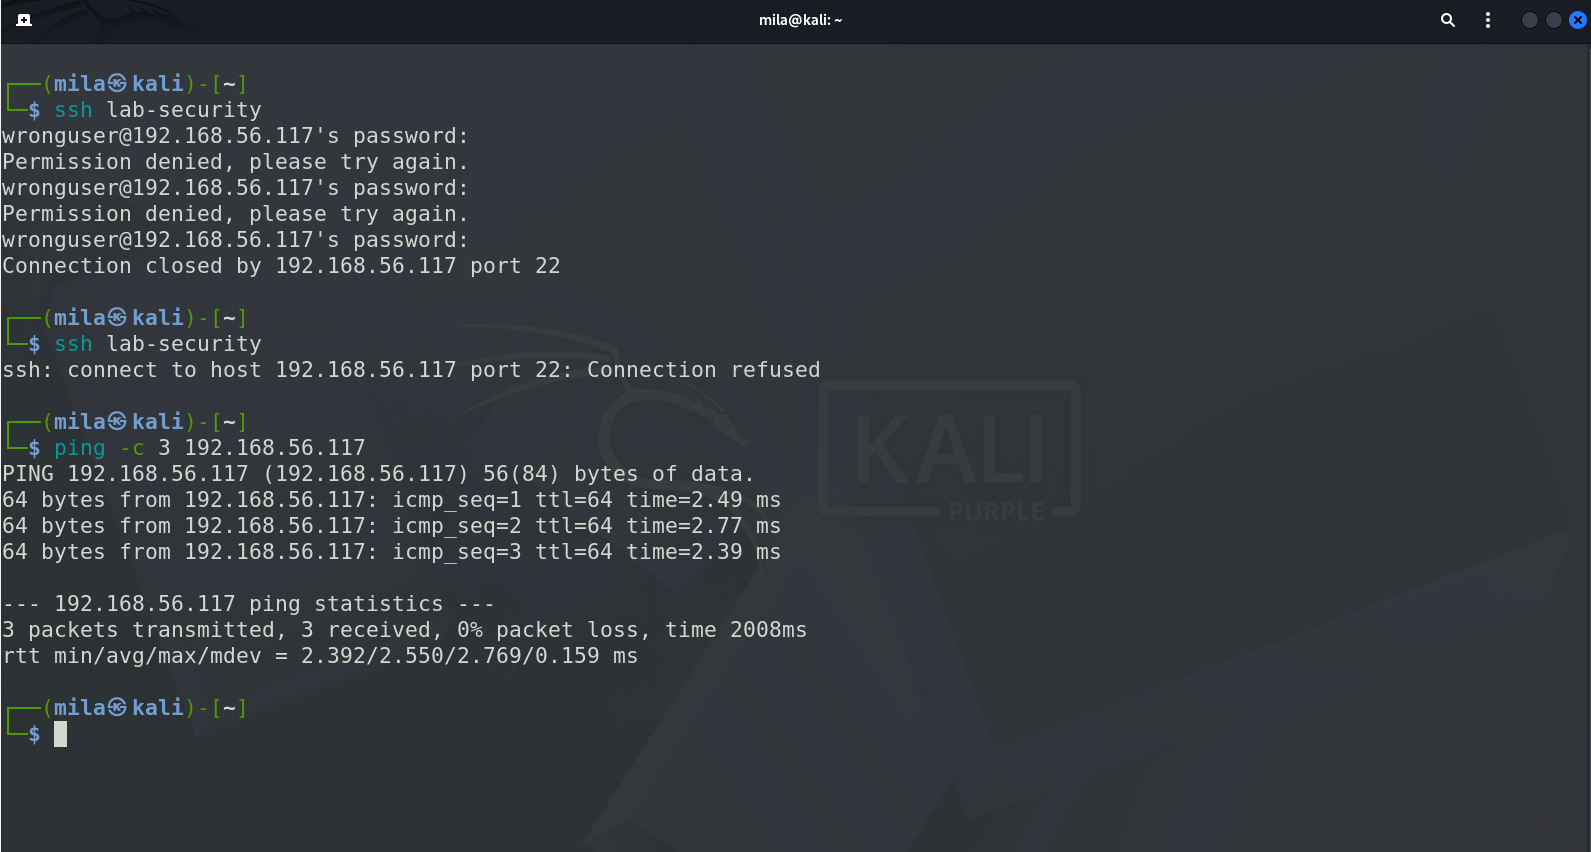 mila@kali: ~
┌──(mila㉿kali)-[~]
└─$ ssh lab-security
wronguser@192.168.56.117's password:
Permission denied, please try again.
wronguser@192.168.56.117's password:
Permission denied, please try again.
wronguser@192.168.56.117's password:
Connection closed by 192.168.56.117 port 22
┌──(mila㉿kali)-[~]
└─$ ssh lab-security
ssh: connect to host 192.168.56.117 port 22: Connection refused
┌──(mila㉿kali)-[~]
└─$ ping -c 3 192.168.56.117
PING 192.168.56.117 (192.168.56.117) 56(84) bytes of data.
64 bytes from 192.168.56.117: icmp_seq=1 ttl=64 time=2.49 ms
64 bytes from 192.168.56.117: icmp_seq=2 ttl=64 time=2.77 ms
64 bytes from 192.168.56.117: icmp_seq=3 ttl=64 time=2.39 ms
--- 192.168.56.117 ping statistics ---
3 packets transmitted, 3 received, 0% packet loss, time 2008ms
rtt min/avg/max/mdev = 2.392/2.550/2.769/0.159 ms
┌──(mila㉿kali)-[~]
└─$
KALI
PURPLE